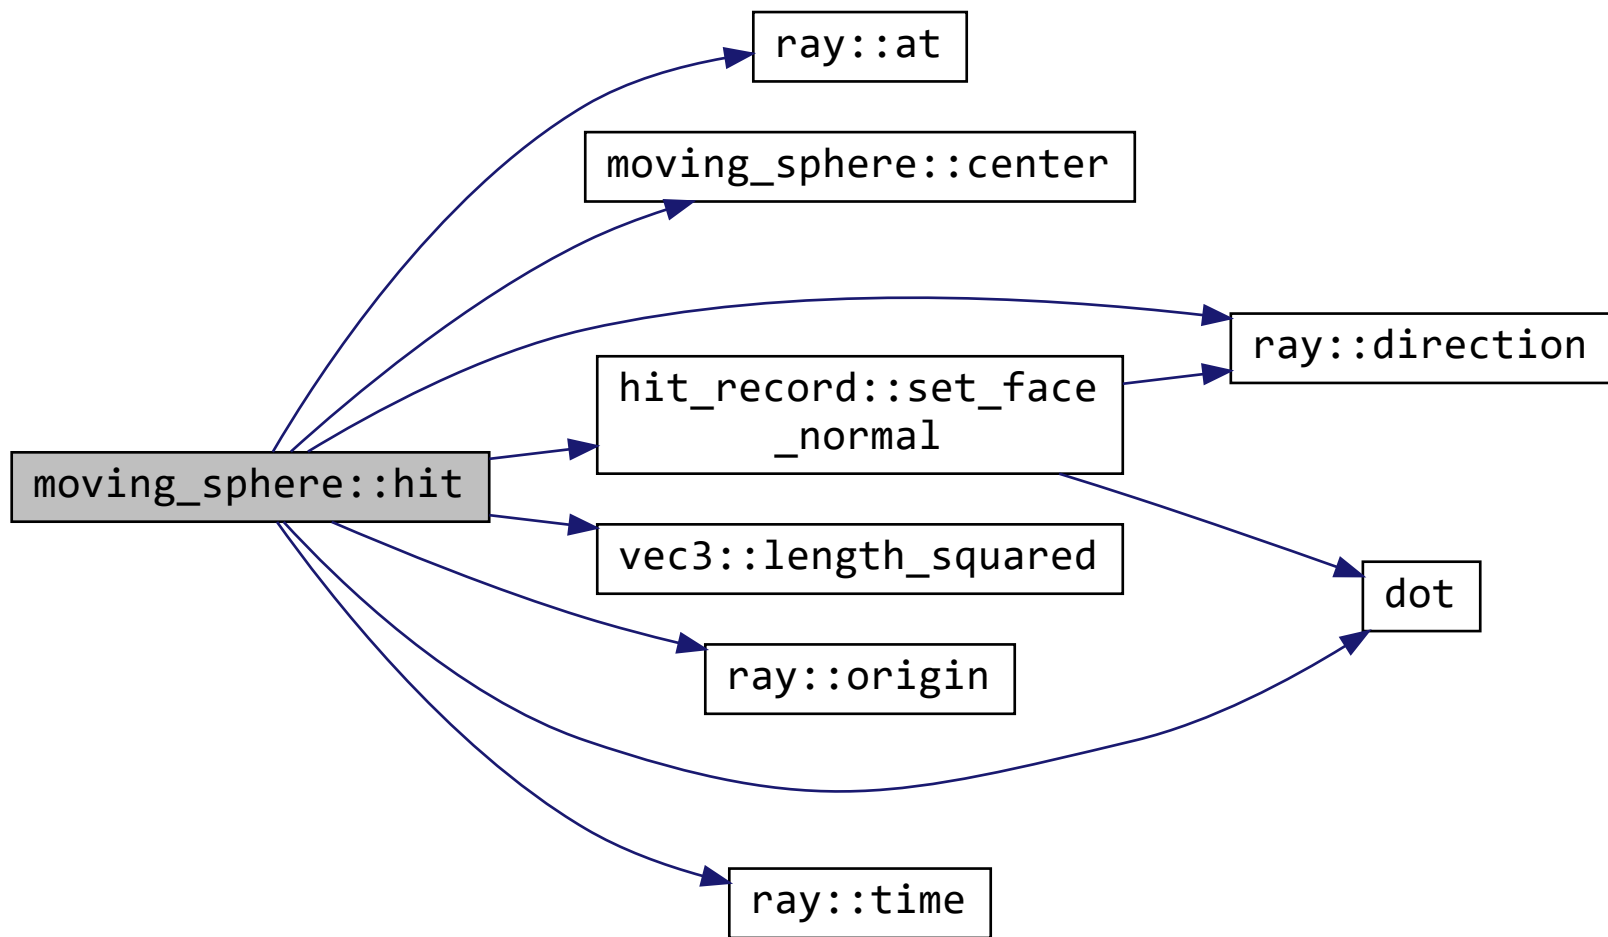 ray::at
moving_sphere::center
ray::direction
hit_record::set_face
_normal
moving_sphere::hit
vec3::length_squared
dot
ray::origin
ray::time